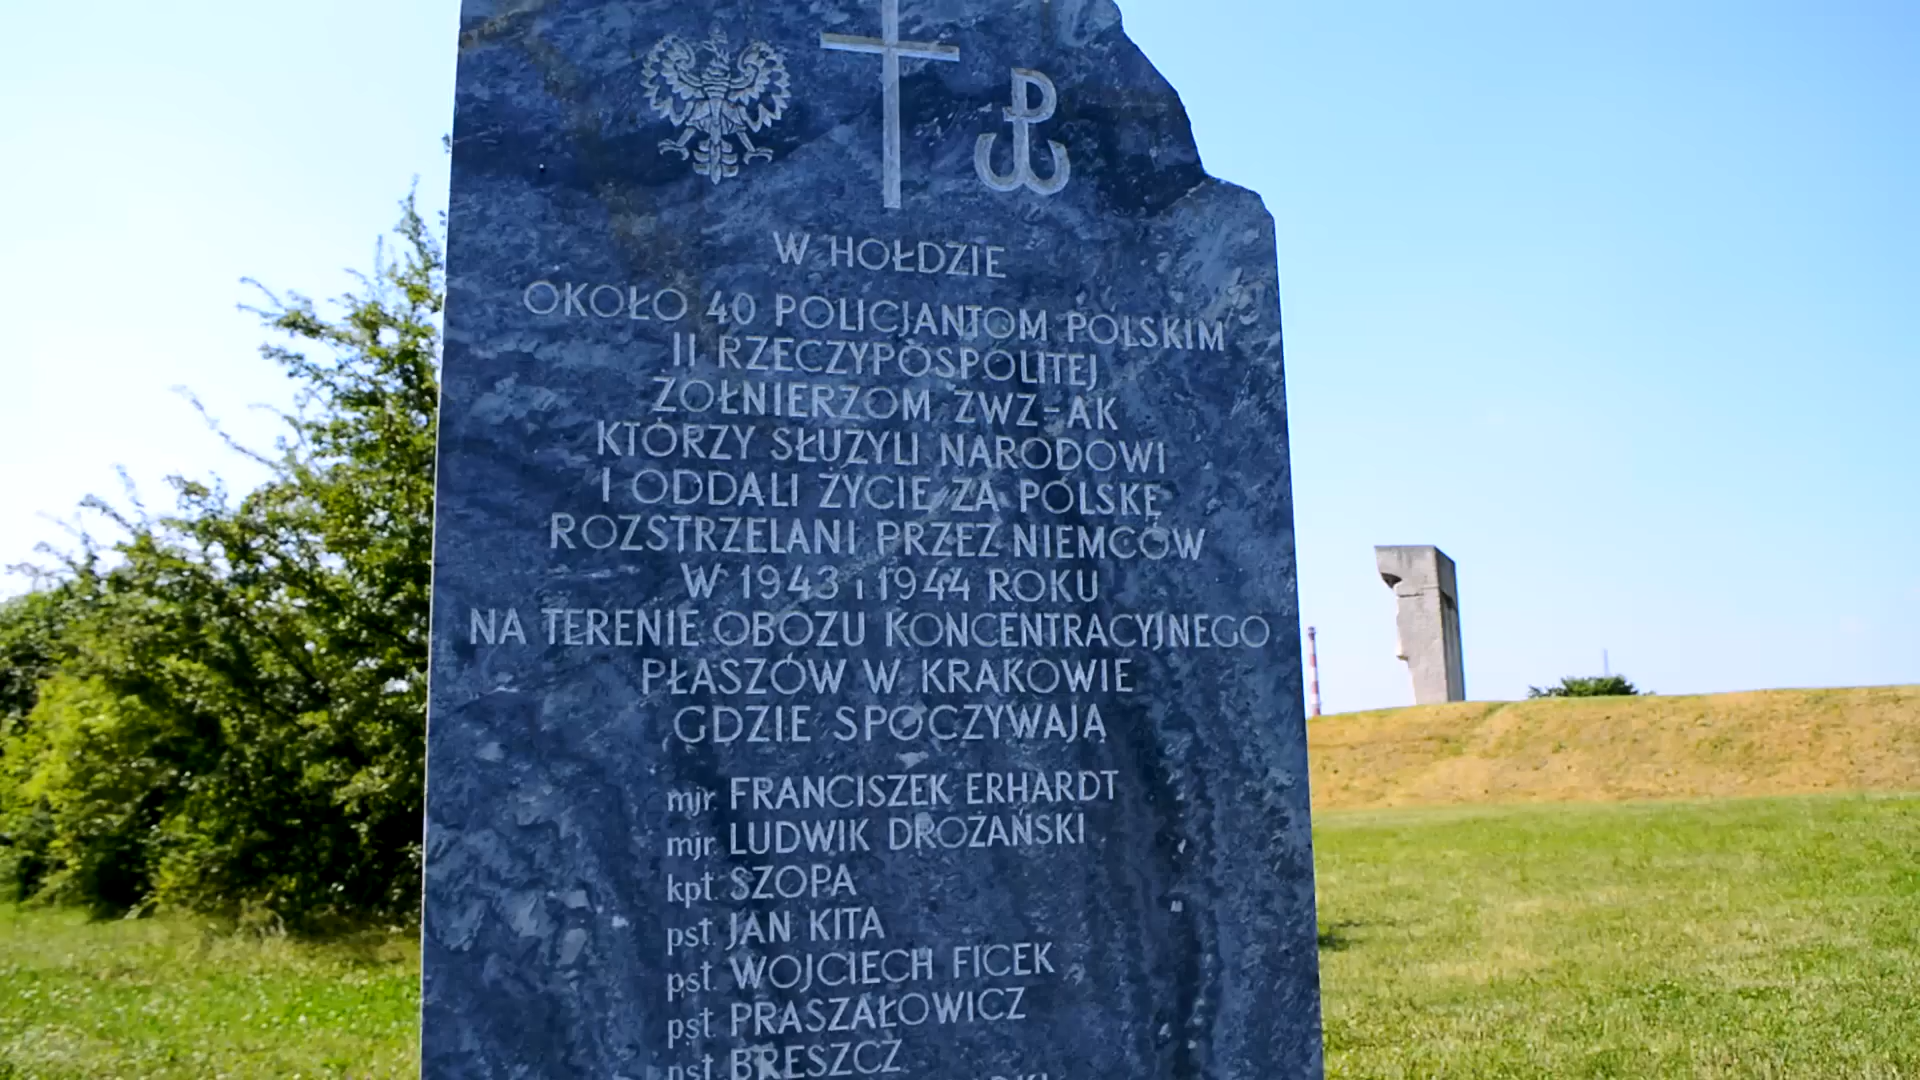 W HOŁDZIE
OKOŁO 40 POLICJANTOM POLSKIM
II RZECZYPOSPOLITEJ
ŻOŁNIERZOM ZWZ-AK
KTÓRZY SŁUŻYLI NARODOWI
I ODDALI ŻYCIE ZA POLSKĘ
ROZSTRZELANI PRZEZ NIEMCÓW
W 1943 i 1944 ROKU
NA TERENIE OBOZU KONCENTRACYJNEGO
PŁASZÓW W KRAKOWIE
GDZIE SPOCZYWAJĄ
mjr. FRANCISZEK ERHARDT
mjr. LUDWIK DROŻAŃSKI
kpt. SZOPA
pst. JAN KITA
pst. WOJCIECH FICEK
pst. PRASZAŁOWICZ
pst. BRESZCZ